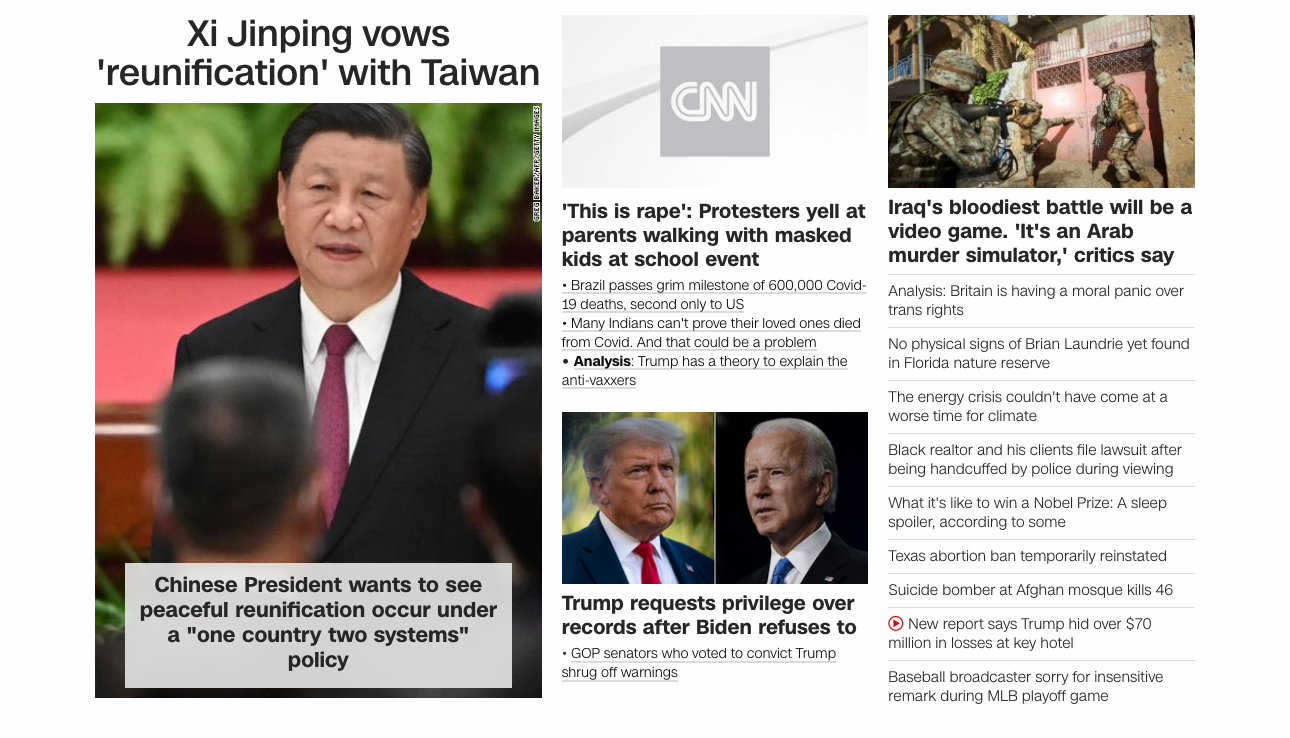 Xi Jinping vows
'reunification' with Taiwan
GREG BAKER/AFP/GETTY IMAGES
Chinese President wants to see
peaceful reunification occur under
a "one country two systems"
policy
CNN
'This is rape': Protesters yell at
parents walking with masked
kids at school event
• Brazil passes grim milestone of 600,000 Covid-
19 deaths, second only to US
• Many Indians can't prove their loved ones died
from Covid. And that could be a problem
• Analysis: Trump has a theory to explain the
anti-vaxxers
Trump requests privilege over
records after Biden refuses to
• GOP senators who voted to convict Trump
shrug off warnings
Iraq's bloodiest battle will be a
video game. 'It's an Arab
murder simulator,' critics say
Analysis: Britain is having a moral panic over
trans rights
No physical signs of Brian Laundrie yet found
in Florida nature reserve
The energy crisis couldn't have come at a
worse time for climate
Black realtor and his clients file lawsuit after
being handcuffed by police during viewing
What it's like to win a Nobel Prize: A sleep
spoiler, according to some
Texas abortion ban temporarily reinstated
Suicide bomber at Afghan mosque kills 46
New report says Trump hid over $70
million in losses at key hotel
Baseball broadcaster sorry for insensitive
remark during MLB playoff game